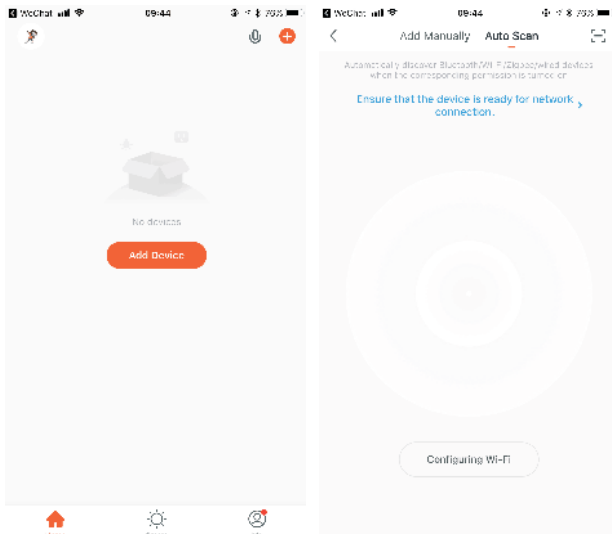 WeChat 09:44 76%
No devices
Add Device
WeChat 09:44 76%
Add Manually Auto Scan
Automatically discover Bluetooth/Wi-Fi/Zigbee/wired devices
when the corresponding permission is turned on
Ensure that the device is ready for network
connection.
Configuring Wi-Fi